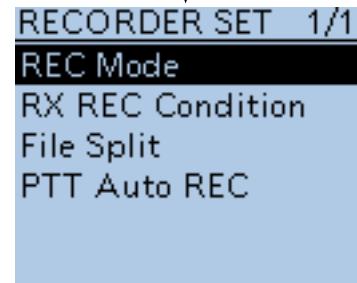 RECORDER SET 1/1
REC Mode
RX REC Condition
File Split
PTT Auto REC